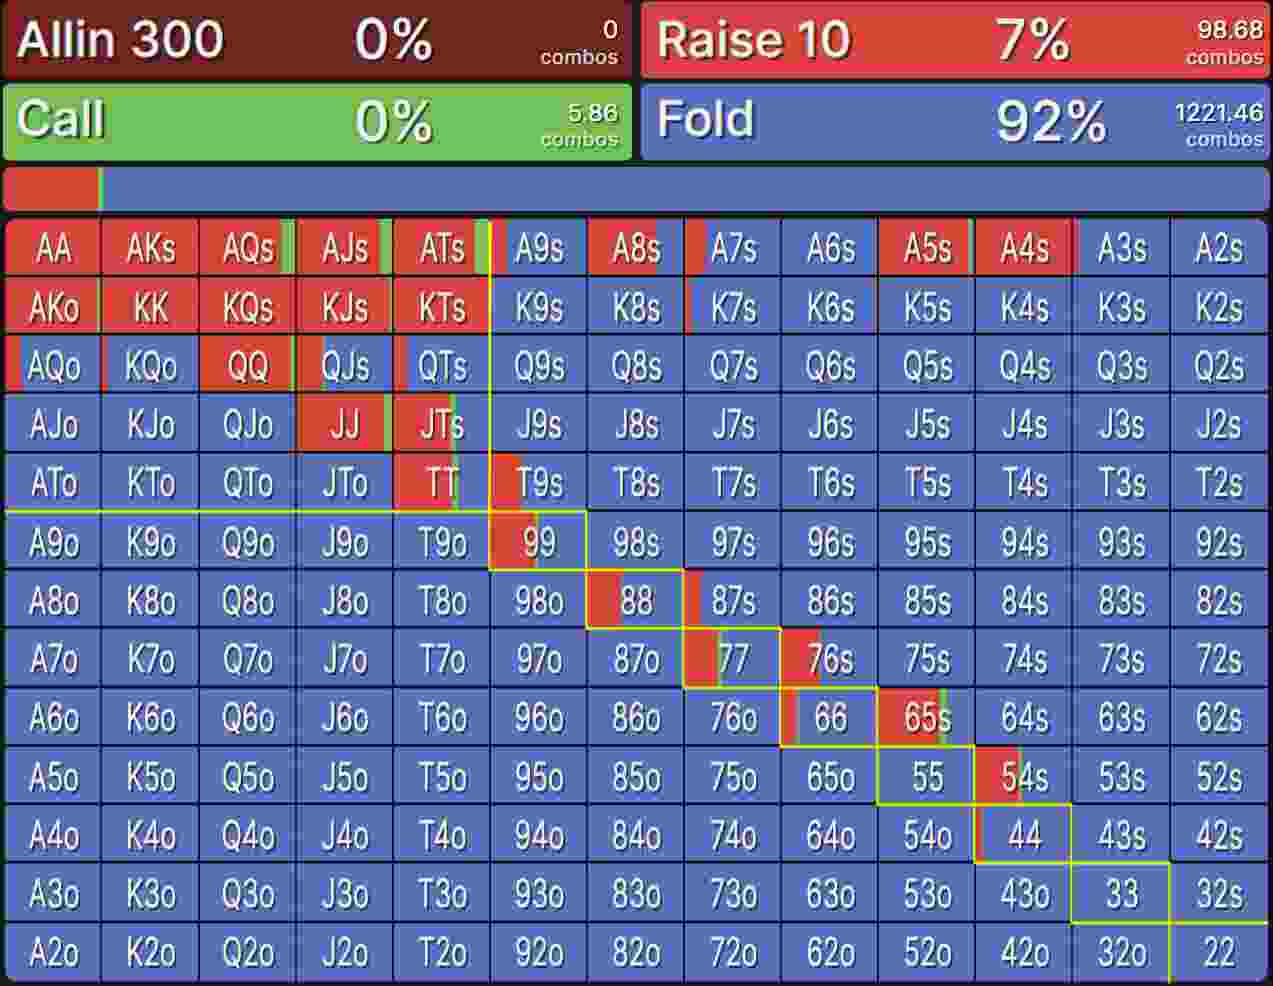 Allin 300 0% 0 combos Raise 10 7% 98.68 combos
Call 0% 5.86 combos Fold 92% 1221.46 combos
AA AKs AQs AJs ATs A9s A8s A7s A6s A5s A4s A3s A2s
AKo KK KQs KJs KTs K9s K8s K7s K6s K5s K4s K3s K2s
AQo KQo QQ QJs QTs Q9s Q8s Q7s Q6s Q5s Q4s Q3s Q2s
AJo KJo QJo JJ JTs J9s J8s J7s J6s J5s J4s J3s J2s
ATo KTo QTo JTo TT T9s T8s T7s T6s T5s T4s T3s T2s
A9o K9o Q9o J9o T9o 99 98s 97s 96s 95s 94s 93s 92s
A8o K8o Q8o J8o T8o 98o 88 87s 86s 85s 84s 83s 82s
A7o K7o Q7o J7o T7o 97o 87o 77 76s 75s 74s 73s 72s
A6o K6o Q6o J6o T6o 96o 86o 76o 66 65s 64s 63s 62s
A5o K5o Q5o J5o T5o 95o 85o 75o 65o 55 54s 53s 52s
A4o K4o Q4o J4o T4o 94o 84o 74o 64o 54o 44 43s 42s
A3o K3o Q3o J3o T3o 93o 83o 73o 63o 53o 43o 33 32s
A2o K2o Q2o J2o T2o 92o 82o 72o 62o 52o 42o 32o 22